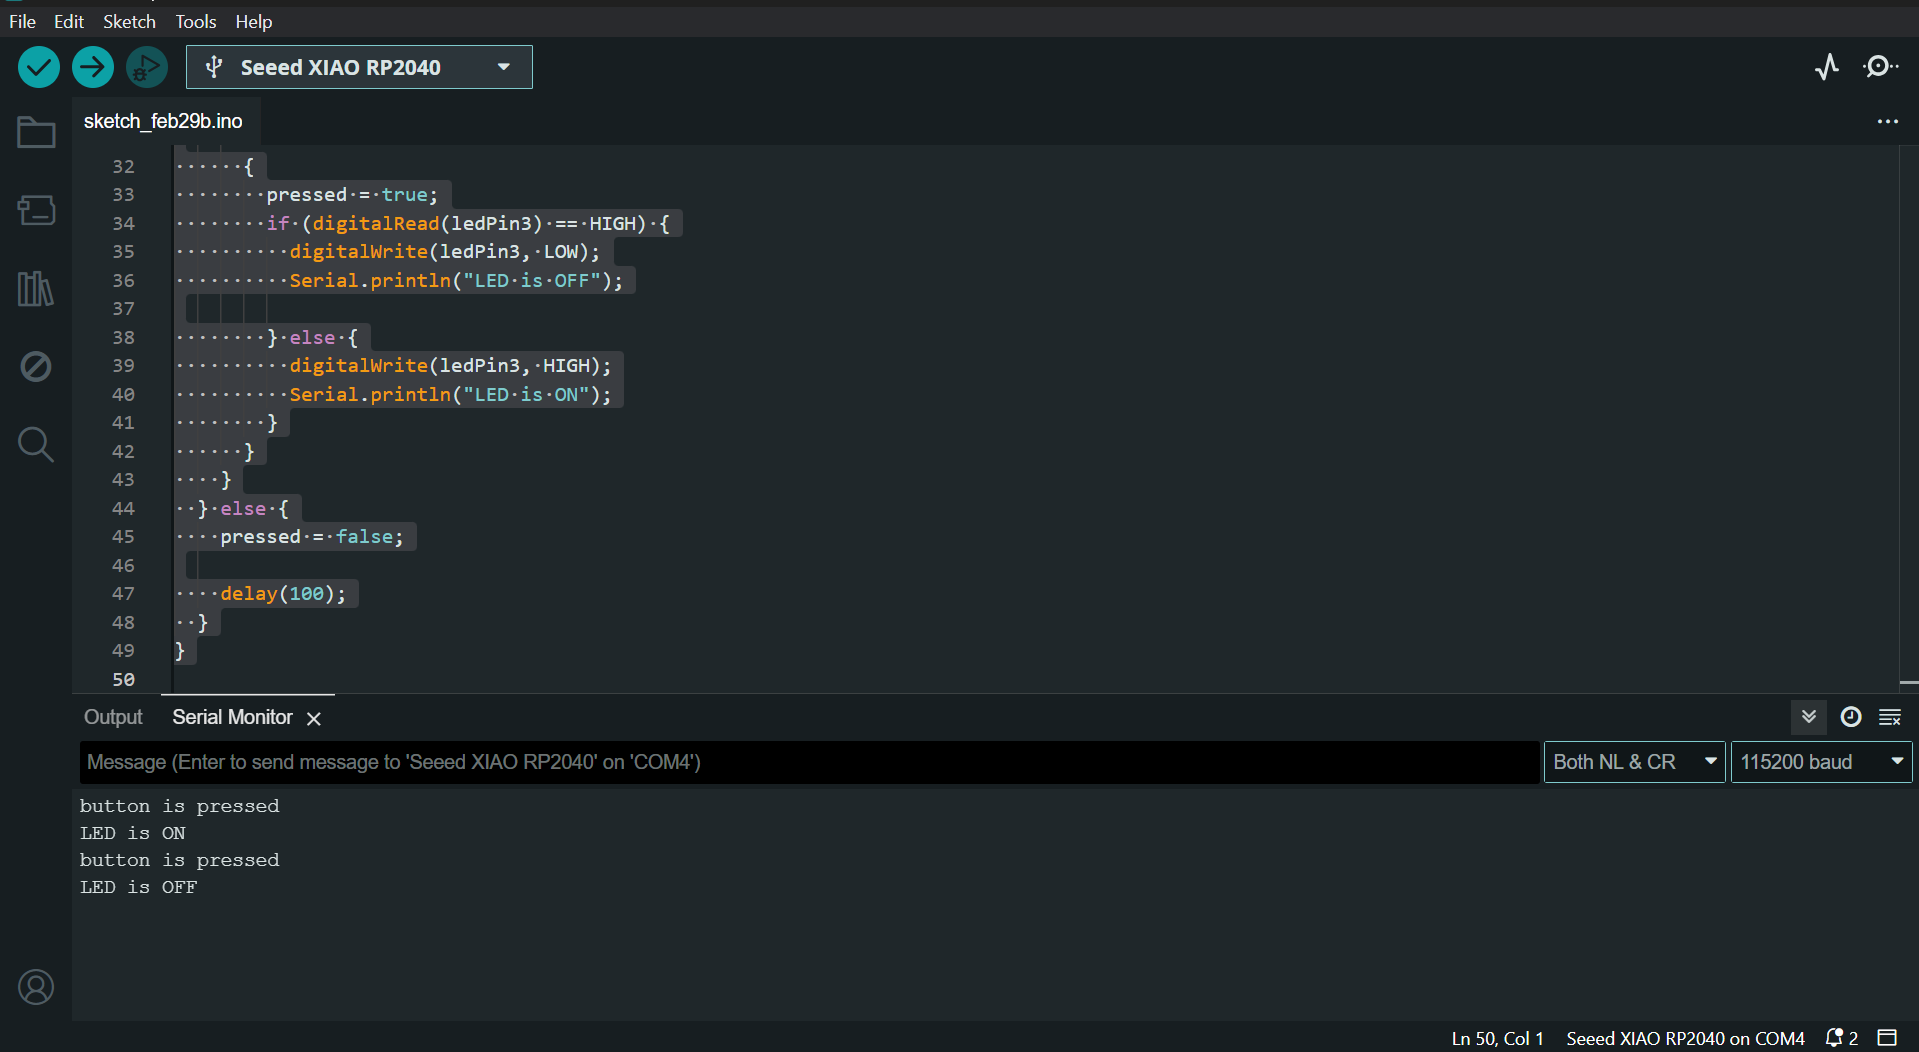 File Edit Sketch Tools Help
Seeed XIAO RP2040
sketch_feb29b.ino
32 {
33 pressed = true;
34 if (digitalRead(ledPin3) == HIGH) {
35 digitalWrite(ledPin3, LOW);
36 Serial.println("LED is OFF");
37
38 } else {
39 digitalWrite(ledPin3, HIGH);
40 Serial.println("LED is ON");
41 }
42 }
43 }
44 } else {
45 pressed = false;
46
47 delay(100);
48 }
49 }
50
Output Serial Monitor
Message (Enter to send message to 'Seeed XIAO RP2040' on 'COM4') Both NL & CR 115200 baud
button is pressed
LED is ON
button is pressed
LED is OFF
Ln 50, Col 1 Seeed XIAO RP2040 on COM4 2